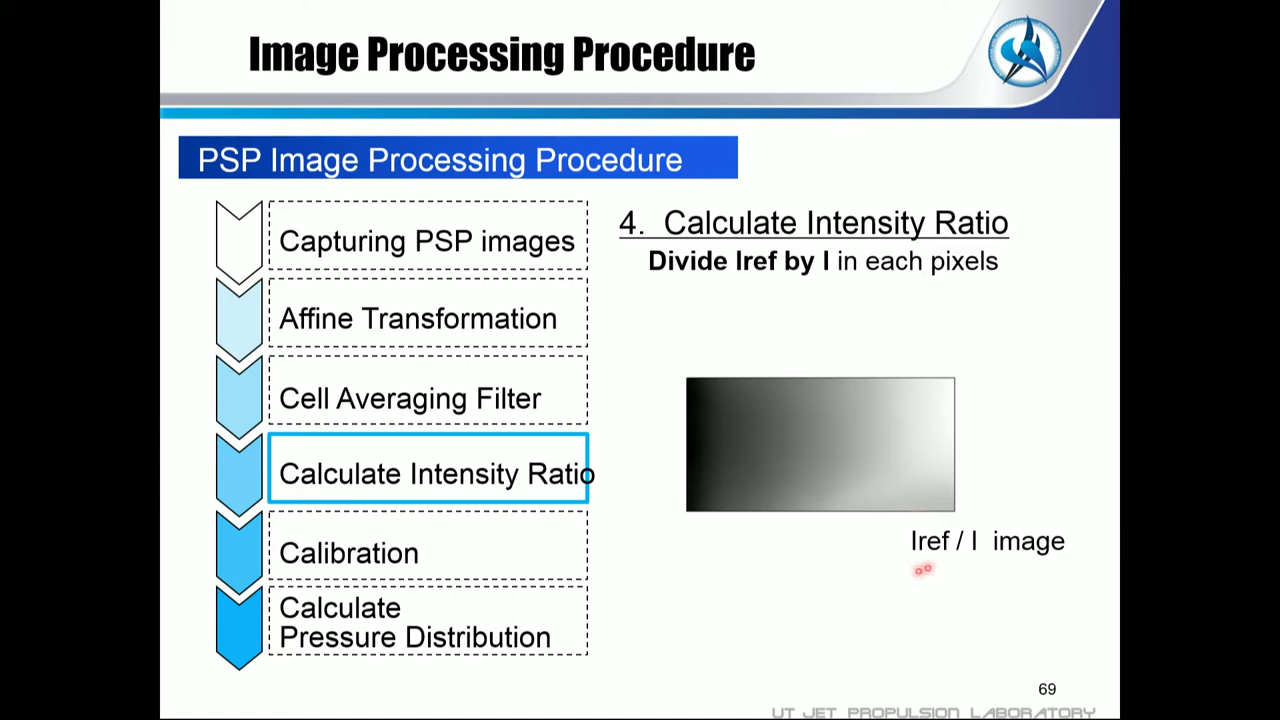 Image Processing Procedure
PSP Image Processing Procedure
Capturing PSP images
Affine Transformation
Cell Averaging Filter
Calculate Intensity Ratio
Calibration
Calculate
Pressure Distribution
4. Calculate Intensity Ratio
Divide Iref by I in each pixels
Iref / I image
69
UT JET PROPULSION LABORATORY